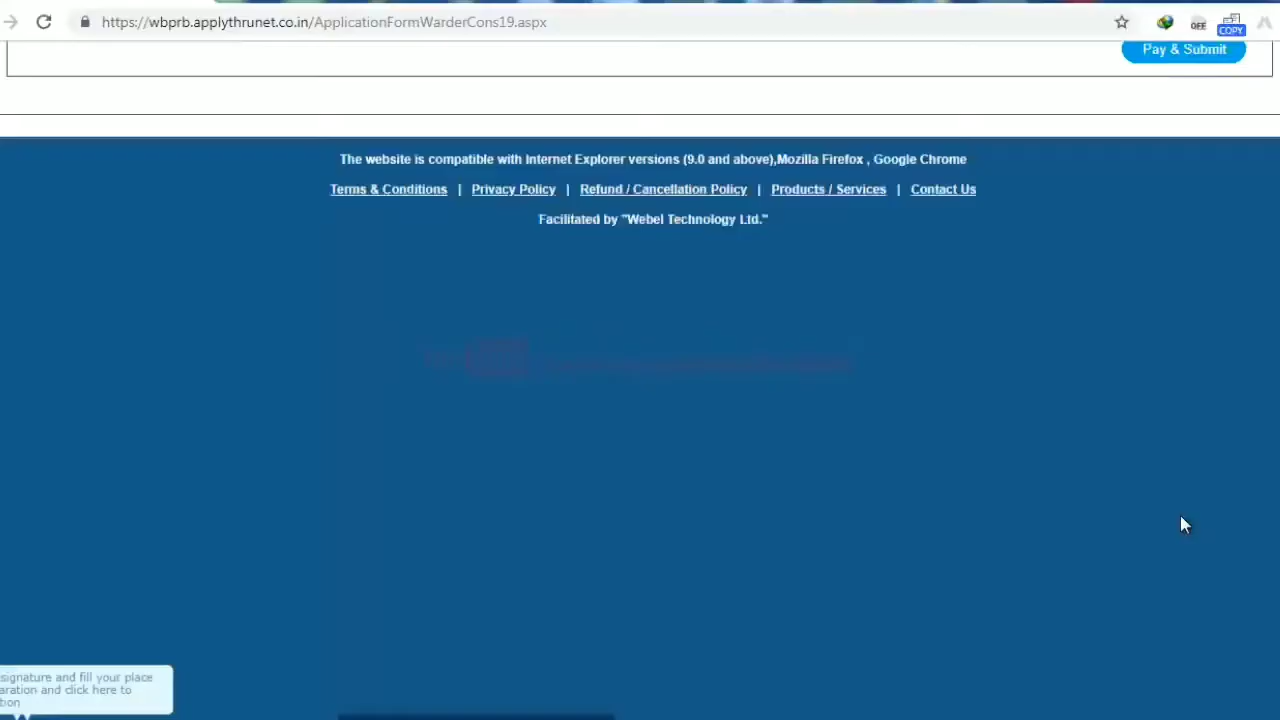 https://wbprb.applythrunet.co.in/ApplicationFormWarderCons19.aspx
OFF
COPY
Pay & Submit
The website is compatible with Internet Explorer versions (9.0 and above),Mozilla Firefox , Google Chrome
Terms & Conditions | Privacy Policy | Refund / Cancellation Policy | Products / Services | Contact Us
Facilitated by "Webel Technology Ltd."
signature and fill your place
aration and click here to
tion